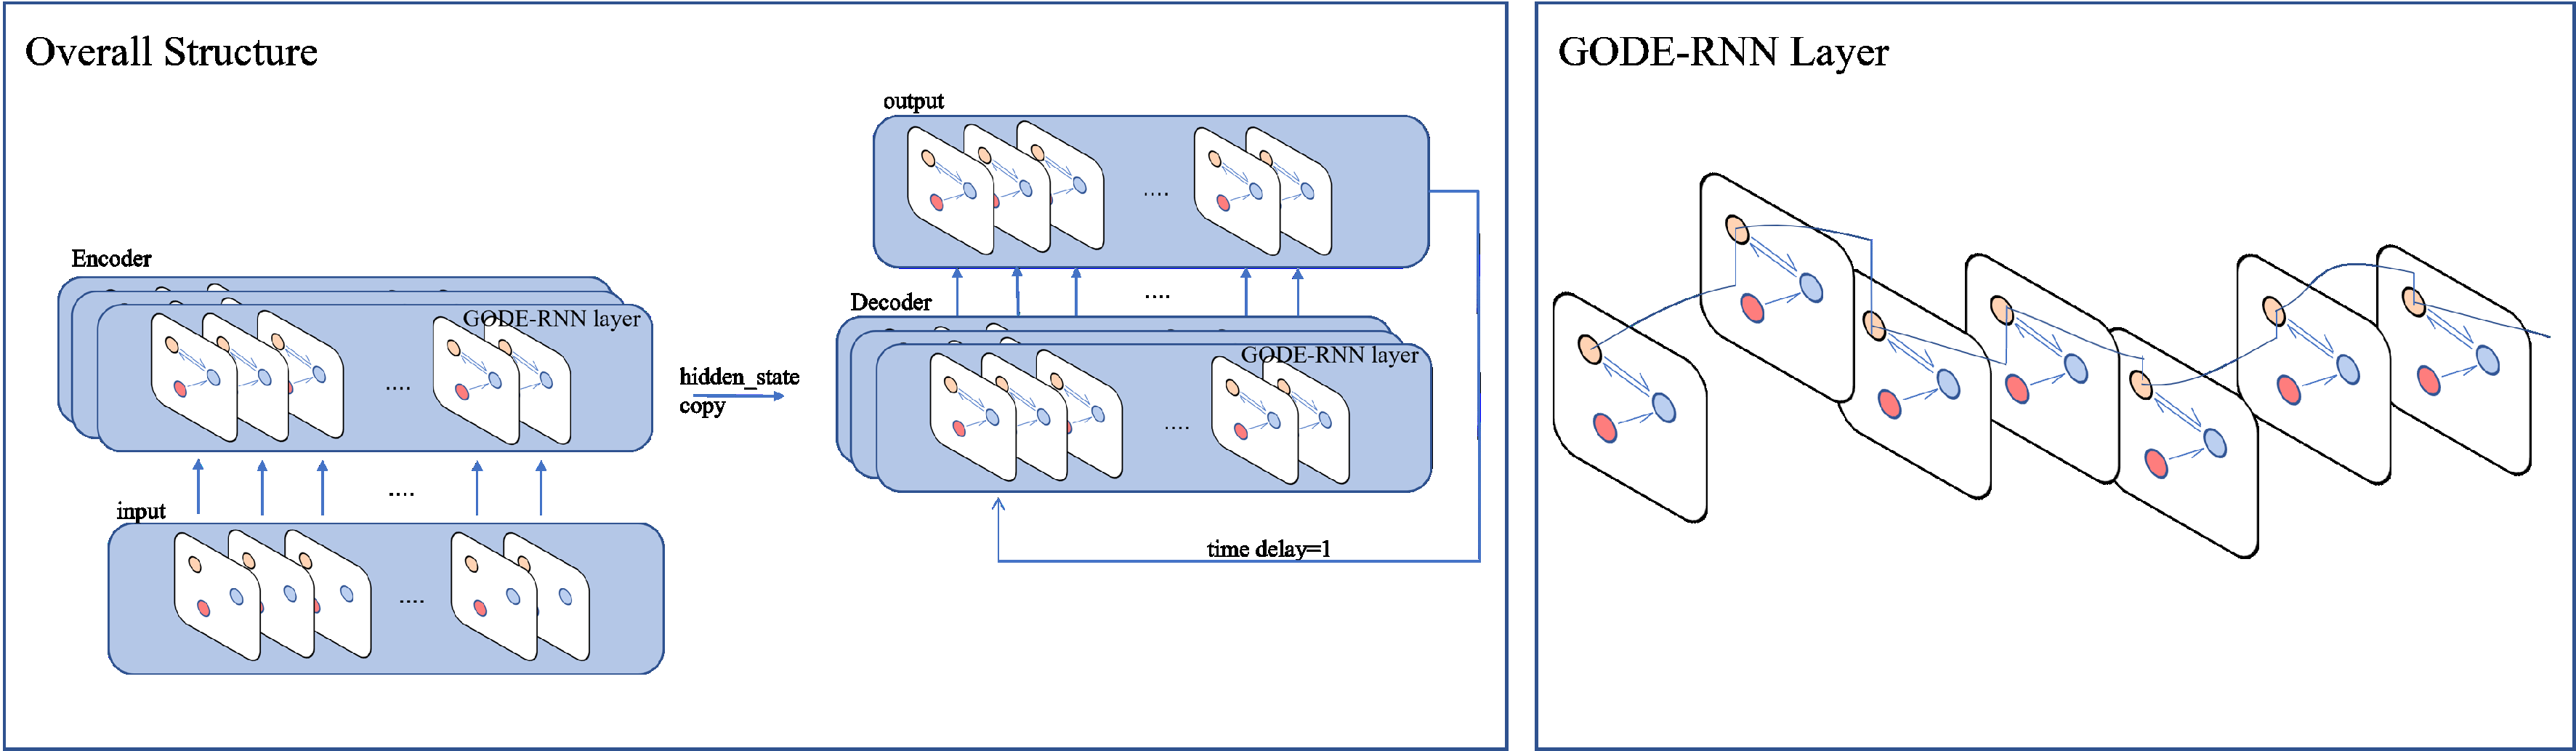 Overall Structure
Encoder
GODE-RNN layer
....
....
input
....
hidden_state
copy
output
....
....
Decoder
GODE-RNN layer
....
time delay=1
GODE-RNN Layer